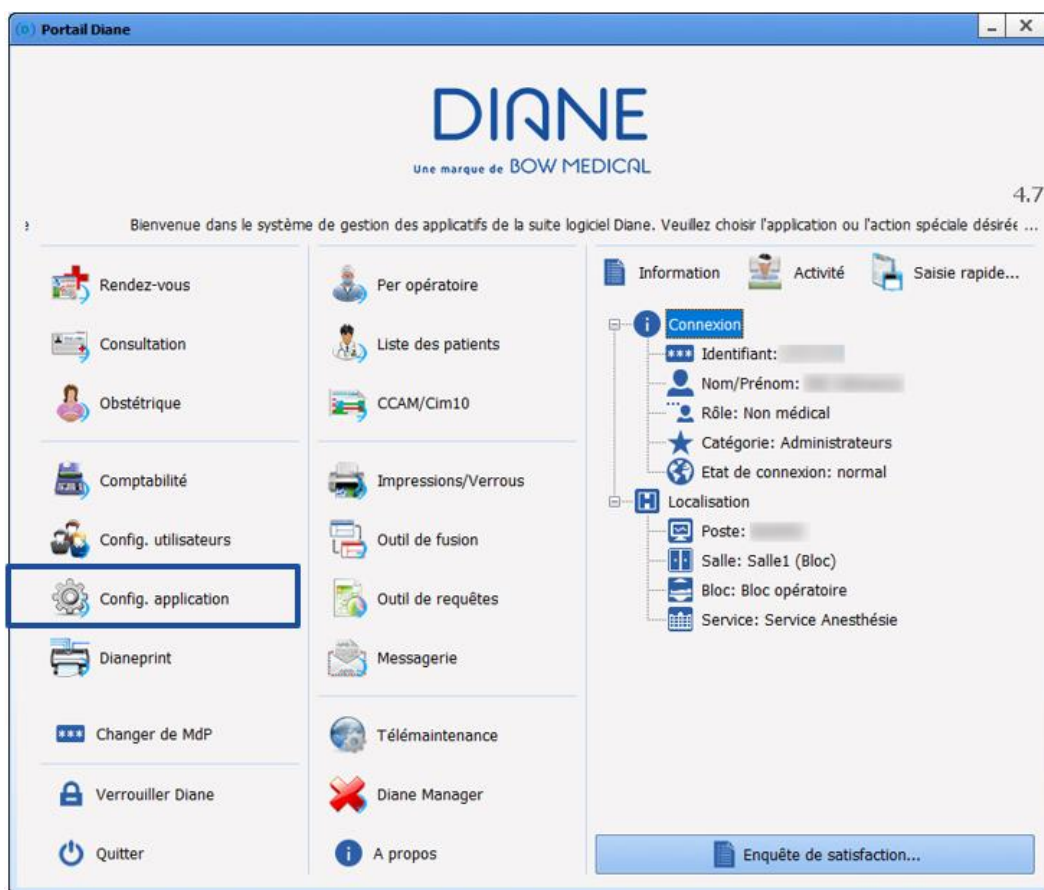 Portail Diane
DIANE
Une marque de BOW MEDICAL
4.7
Bienvenue dans le système de gestion des applicatifs de la suite logiciel Diane. Veuillez choisir l'application ou l'action spéciale désirée ...
Rendez-vous
Consultation
Obstétrique
Comptabilité
Config. utilisateurs
Config. application
Dianeprint
Changer de MdP
Verrouiller Diane
Quitter
Per opératoire
Liste des patients
CCAM/Cim10
Impressions/Verrous
Outil de fusion
Outil de requêtes
Messagerie
Télémaintenance
Diane Manager
A propos
Information Activité Saisie rapide...
Connexion
Identifiant:
Nom/Prénom:
Rôle: Non médical
Catégorie: Administrateurs
Etat de connexion: normal
Localisation
Poste:
Salle: Salle1 (Bloc)
Bloc: Bloc opératoire
Service: Service Anesthésie
Enquête de satisfaction...